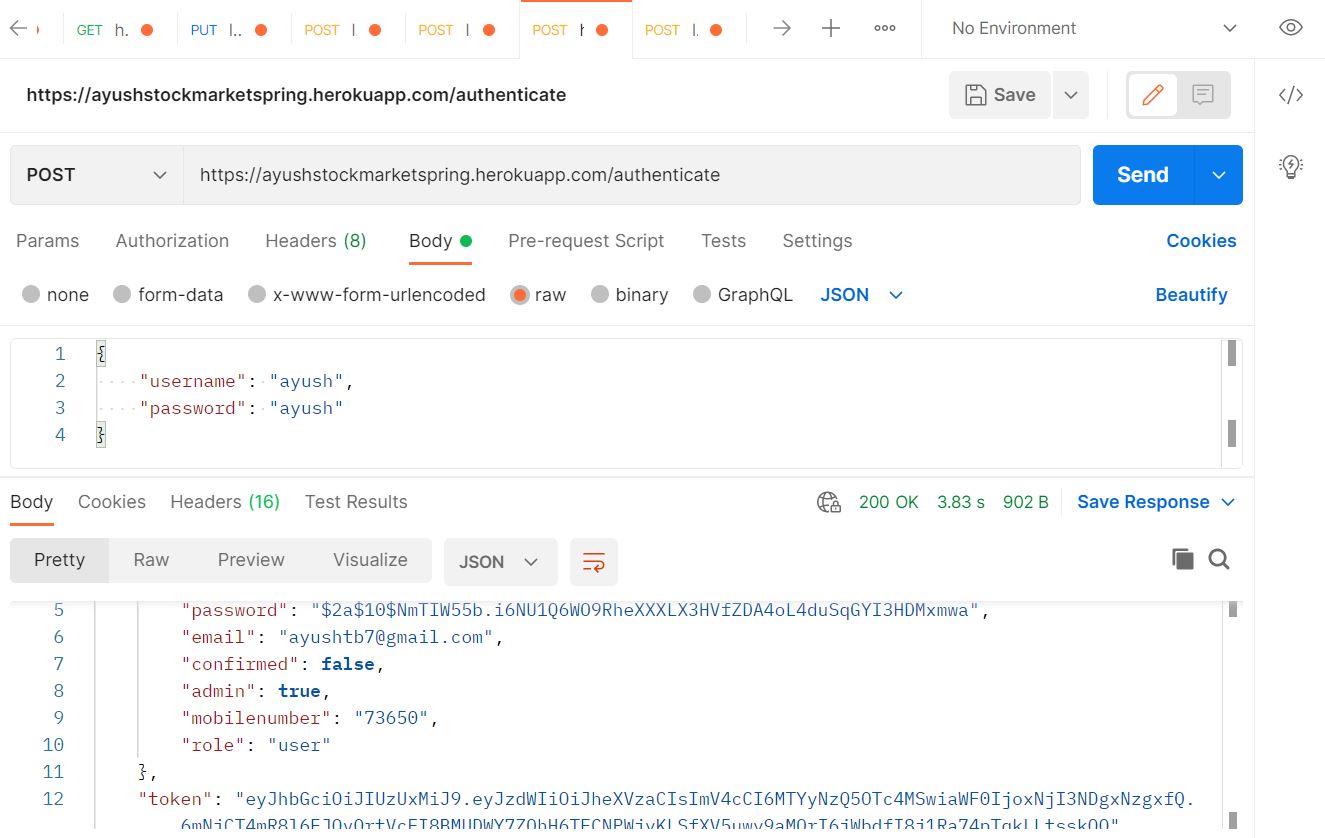 GET h.
PUT l..
POST l
POST l.
POST
POST l.
No Environment
https://ayushstockmarketspring.herokuapp.com/authenticate
Save
</>
POST
https://ayushstockmarketspring.herokuapp.com/authenticate
Send
Params Authorization Headers (8) Body Pre-request Script Tests Settings Cookies
none form-data x-www-form-urlencoded raw binary GraphQL JSON Beautify
1 {
2 "username": "ayush",
3 "password": "ayush"
4 }
Body Cookies Headers (16) Test Results 200 OK 3.83 s 902 B Save Response
Pretty Raw Preview Visualize JSON
5 "password": "$2a$10$NmTIW55b.i6NU1Q6WO9RheXXXLX3HVfZDA4oL4duSqGYI3HDMxmwa",
6 "email": "ayushtb7@gmail.com",
7 "confirmed": false,
8 "admin": true,
9 "mobilenumber": "73650",
10 "role": "user"
11 },
12 "token": "eyJhbGciOiJIUzUxMiJ9.eyJzdWIiOiJheXVzaCIsImV4cCI6MTYyNzQ5OTc4MSwiaWF0IjoxNjI3NDgxNzgxfQ.